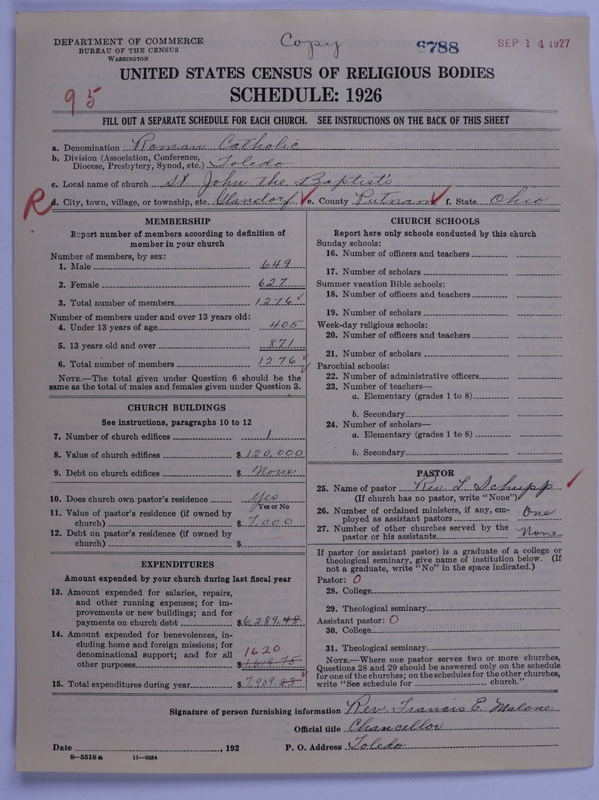 DEPARTMENT OF COMMERCE
BUREAU OF THE CENSUS
WASHINGTON
Copy
8788
SEP 14 1927
UNITED STATES CENSUS OF RELIGIOUS BODIES
SCHEDULE: 1926
95
FILL OUT A SEPARATE SCHEDULE FOR EACH CHURCH. SEE INSTRUCTIONS ON THE BACK OF THIS SHEET
a. Denomination Roman Catholic
b. Division (Association, Conference, Diocese, Presbytery, Synod, etc.) Toledo
c. Local name of church St. John the Baptist's
R
d. City, town, village, or township, etc. Glandorf e. County Putnam f. State Ohio
MEMBERSHIP
Report number of members according to definition of
member in your church
Number of members, by sex:
1. Male 649
2. Female 627
3. Total number of members 1276
Number of members under and over 13 years old:
4. Under 13 years of age 405
5. 13 years old and over 871
6. Total number of members 1276
NOTE.—The total given under Question 6 should be the
same as the total of males and females given under Question 3.
CHURCH BUILDINGS
See instructions, paragraphs 10 to 12
7. Number of church edifices 1
8. Value of church edifices $120,000
9. Debt on church edifices $ None
10. Does church own pastor's residence Yes
Yes or No
11. Value of pastor's residence (if owned by
church) $7,000
12. Debt on pastor's residence (if owned by
church) $
EXPENDITURES
Amount expended by your church during last fiscal year
13. Amount expended for salaries, repairs,
and other running expenses; for im-
provements or new buildings; and for
payments on church debt $6,289.48
14. Amount expended for benevolences, in-
cluding home and foreign missions; for
denominational support; and for all 1620
other purposes $1,619.75
15. Total expenditures during year $7,909.23
CHURCH SCHOOLS
Report here only schools conducted by this church
Sunday schools:
16. Number of officers and teachers
17. Number of scholars
Summer vacation Bible schools:
18. Number of officers and teachers
19. Number of scholars
Week-day religious schools:
20. Number of officers and teachers
21. Number of scholars
Parochial schools:
22. Number of administrative officers
23. Number of teachers—
a. Elementary (grades 1 to 8)
b. Secondary
24. Number of scholars—
a. Elementary (grades 1 to 8)
b. Secondary
PASTOR
25. Name of pastor Rev. L. Schupp
(If church has no pastor, write "None")
26. Number of ordained ministers, if any, em-
ployed as assistant pastors One
27. Number of other churches served by the
pastor or his assistants None
If pastor (or assistant pastor) is a graduate of a college or
theological seminary, give name of institution below. (If
not a graduate, write "No" in the space indicated.)
Pastor: 0
28. College
29. Theological seminary
Assistant pastor: 0
30. College
31. Theological seminary
NOTE.—Where one pastor serves two or more churches,
Questions 28 and 29 should be answered only on the schedule
for one of the churches; on the schedules for the other churches,
write "See schedule for church."
Signature of person furnishing information Rev. Francis E. Malone
Official title Chancellor
Date , 192 P. O. Address Toledo
8-5518 a 11-9084